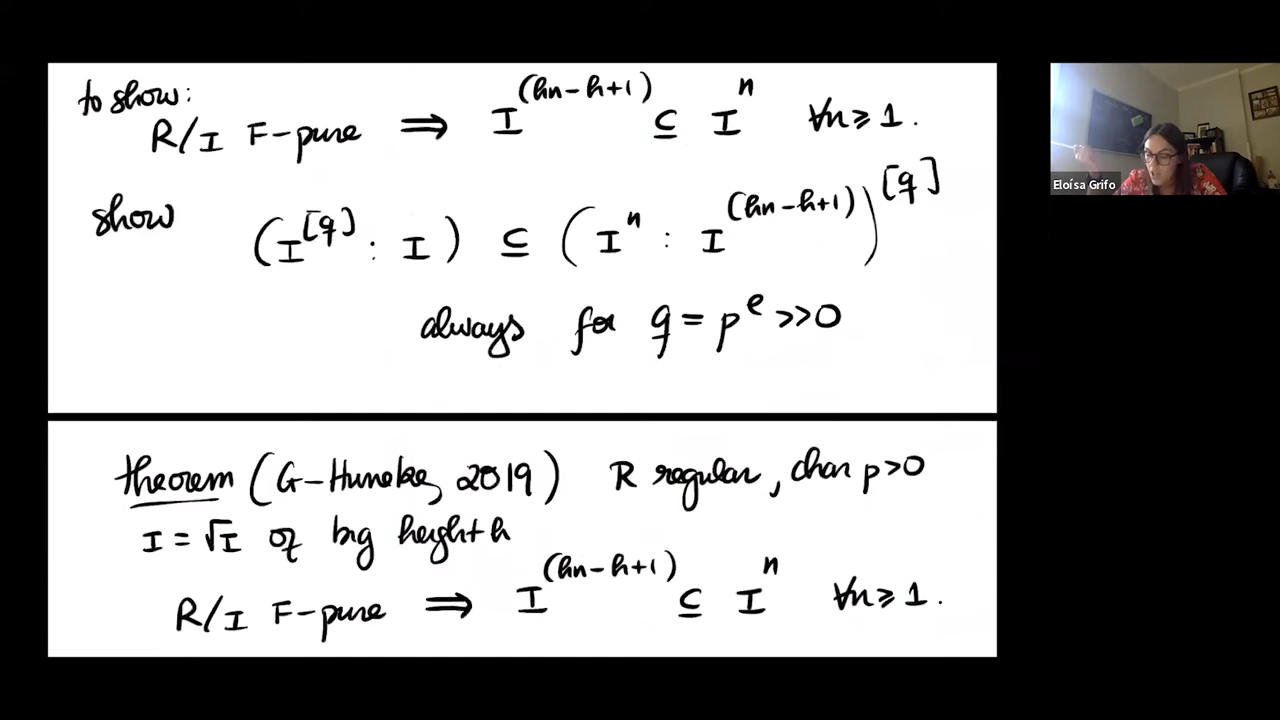 to show:
R/I F-pure ⟹ I^(hn-h+1) ⊆ I^n ∀n ≥ 1.
show (I^[q] : I) ⊆ (I^n : I^(hn-h+1))^[q]
always for q = p^e >> 0
Eloísa Grifo
theorem (G-Huneke, 2019) R regular, char p>0
I = √I of big height h
R/I F-pure ⟹ I^(hn-h+1) ⊆ I^n ∀n ≥ 1.